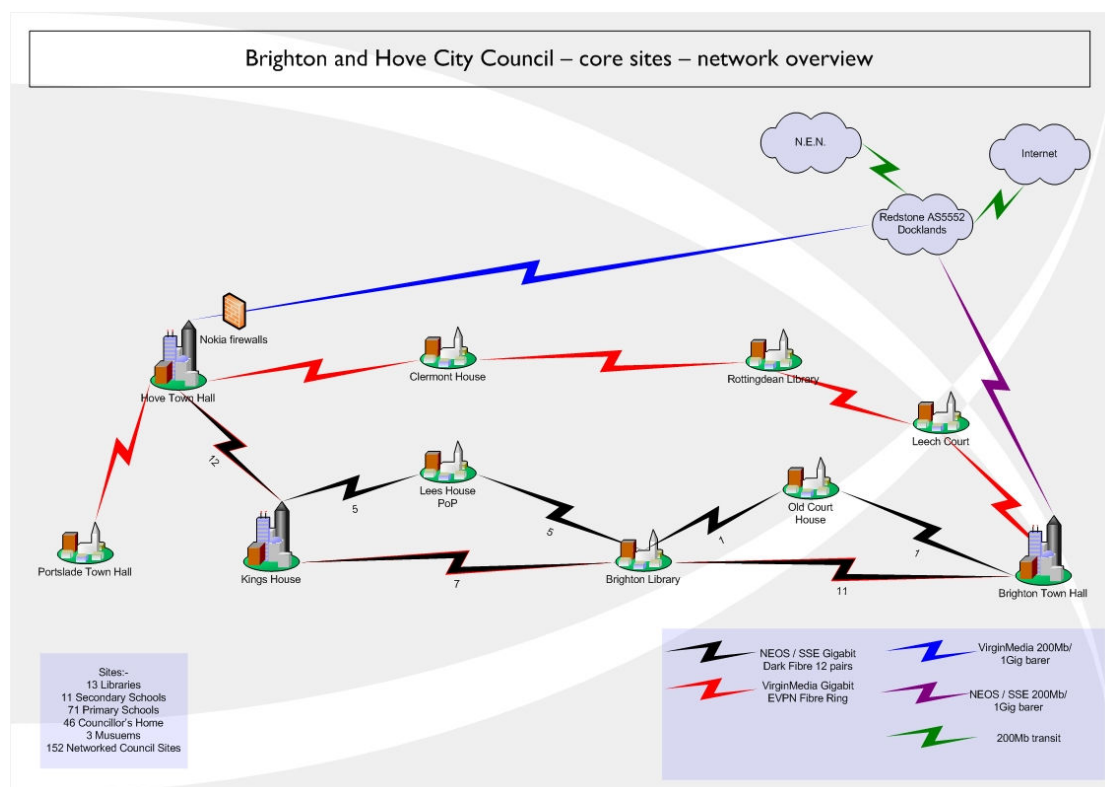 Brighton and Hove City Council – core sites – network overview
N.E.N.
Internet
Redstone AS5552
Docklands
Nokia firewalls
Hove Town Hall
Clermont House
Rottingdean Library
Leech Court
12
Lees House
PoP
5
5
Old Court
House
1
1
Portslade Town Hall
Kings House
7
Brighton Library
11
Brighton Town Hall
Sites:-
13 Libraries
11 Secondary Schools
71 Primary Schools
46 Councillor's Home
3 Musuems
152 Networked Council Sites
NEOS / SSE Gigabit
Dark Fibre 12 pairs
VirginMedia Gigabit
EVPN Fibre Ring
VirginMedia 200Mb/
1Gig barer
NEOS / SSE 200Mb/
1Gig barer
200Mb transit